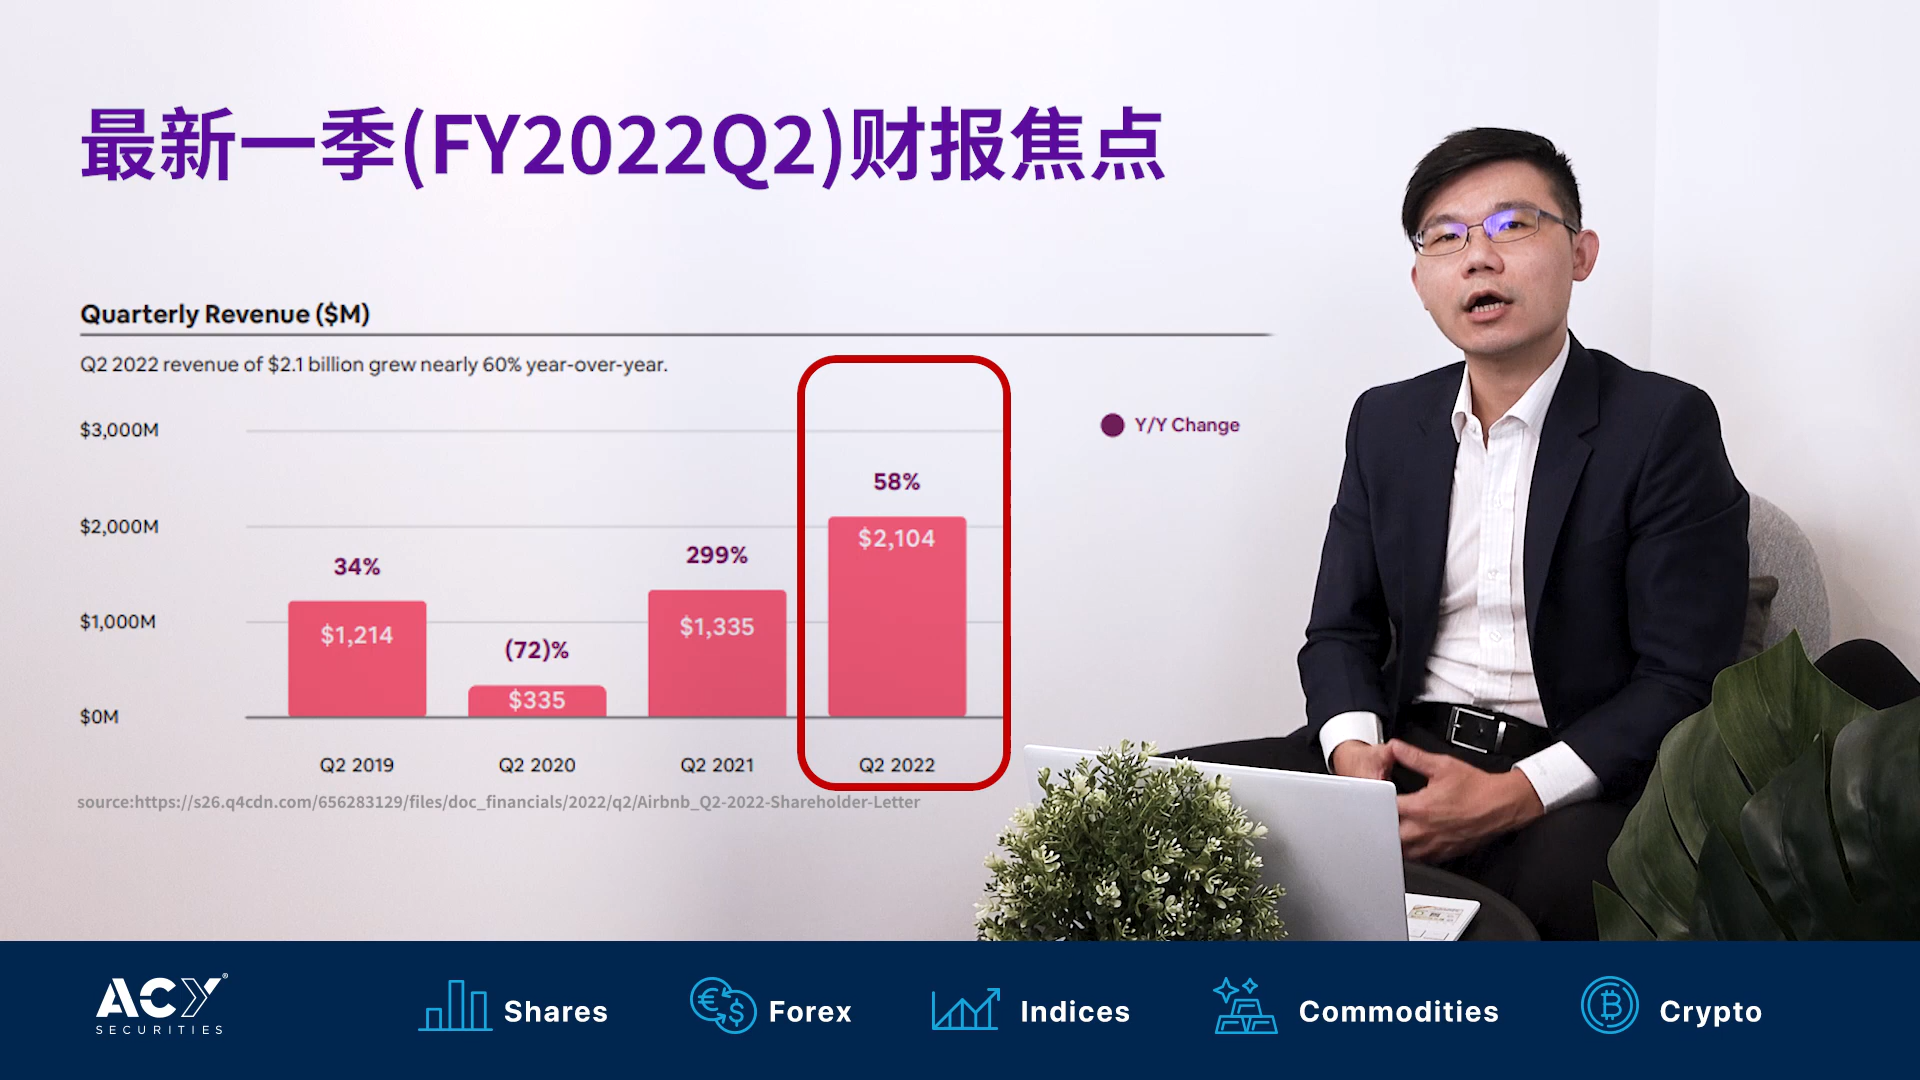 最新一季(FY2022Q2)财报焦点
Quarterly Revenue ($M)
Q2 2022 revenue of $2.1 billion grew nearly 60% year-over-year.
Y/Y Change
$3,000M
$2,000M
$1,000M
$0M
34%
$1,214
(72)%
$335
299%
$1,335
58%
$2,104
Q2 2019 Q2 2020 Q2 2021 Q2 2022
source:https://s26.q4cdn.com/656283129/files/doc_financials/2022/q2/Airbnb_Q2-2022-Shareholder-Letter
ACY®
SECURITIES
Shares Forex Indices Commodities Crypto